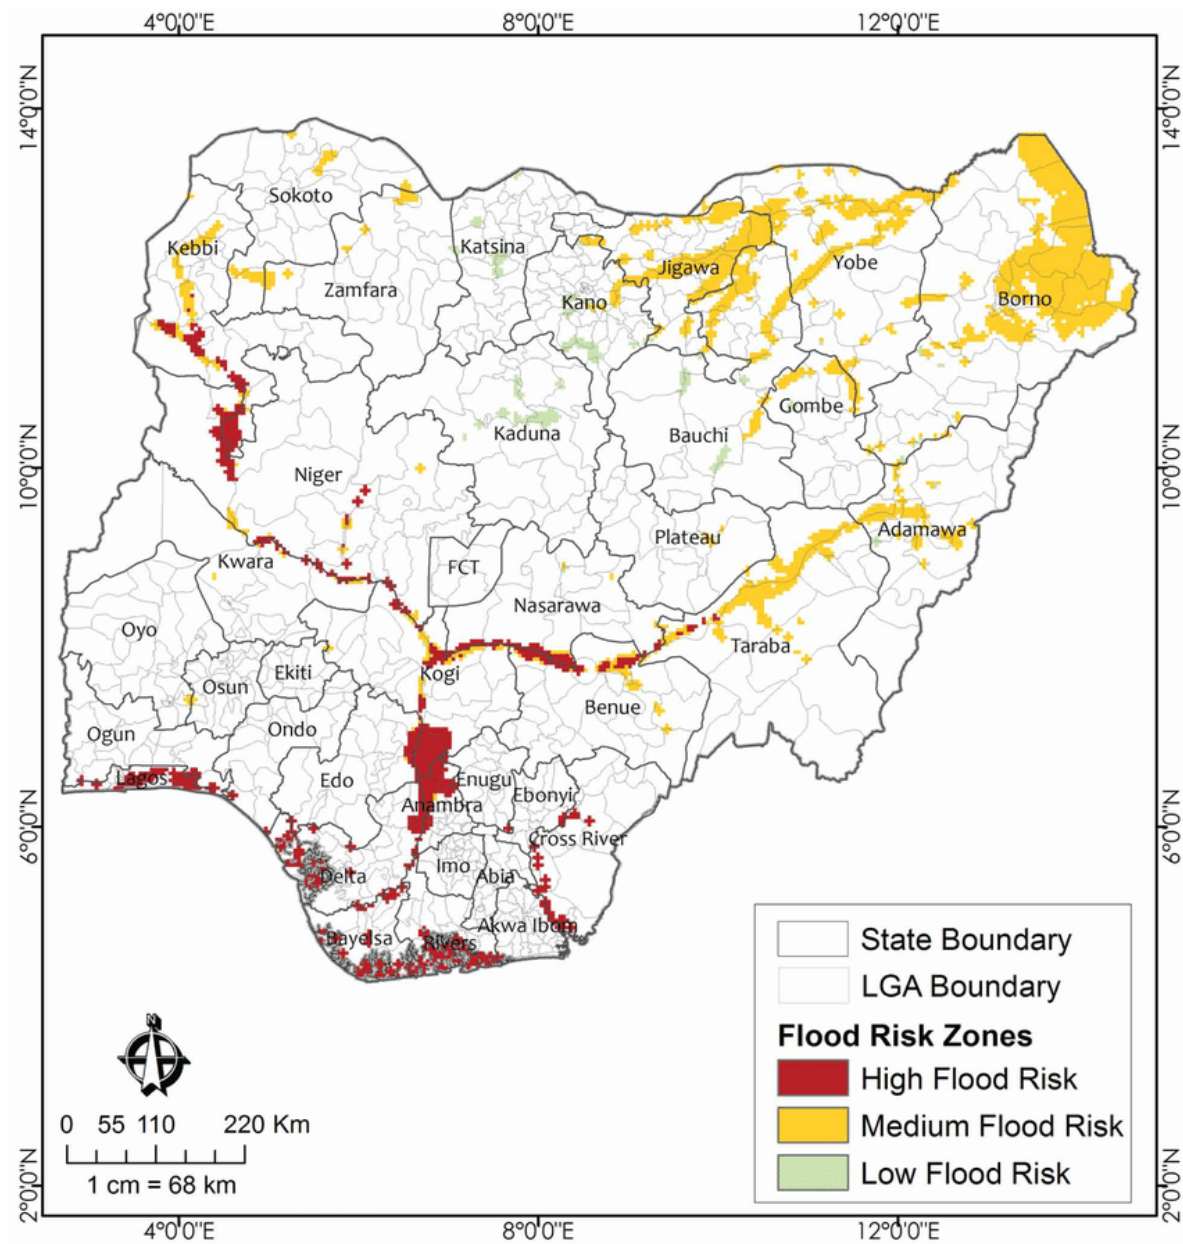 4°0'0"E 8°0'0"E 12°0'0"E
14°0'0"N 14°0'0"N
Sokoto
Kebbi Katsina
Zamfara Jigawa Yobe
Kano Borno
Gombe
Kaduna Bauchi
10°0'0"N 10°0'0"N
Niger
Plateau Adamawa
Kwara FCT
Nasarawa
Oyo Taraba
Ekiti Kogi
Osun
Benue
Ogun Ondo
Lagos Edo Enugu
Ebonyi
Anambra
6°0'0"N 6°0'0"N
Cross River
Imo
Delta Abia
Akwa Ibom
Bayelsa Rivers
State Boundary
LGA Boundary
Flood Risk Zones
High Flood Risk
Medium Flood Risk
Low Flood Risk
N
0 55 110 220 Km
1 cm = 68 km
2°0'0"N 2°0'0"N
4°0'0"E 8°0'0"E 12°0'0"E